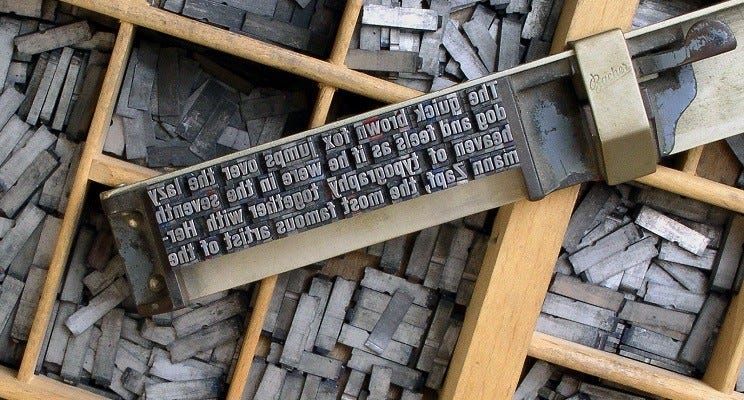 The quick brown fox jumps over the lazy
dog and feels as if he were in the seventh
heaven of typography together with Her-
mann Zapf, the most famous artist of the